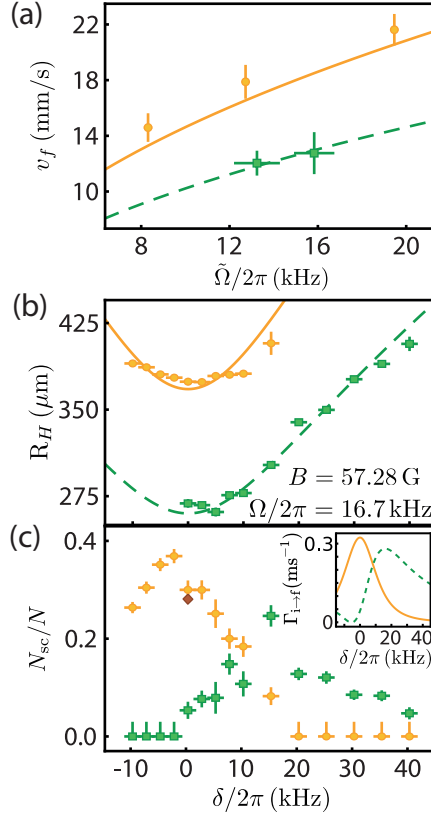 (a)
22
18
14
10
v_f (mm/s)
8 12 16 20
Ω̃/2π (kHz)
(b)
425
350
275
R_H (μm)
B = 57.28 G
Ω/2π = 16.7 kHz
(c)
0.4
0.2
0.0
N_sc/N
-10 0 10 20 30 40
δ/2π (kHz)
0.3
0
Γ_i→f (ms⁻¹)
0 20 40
δ/2π (kHz)